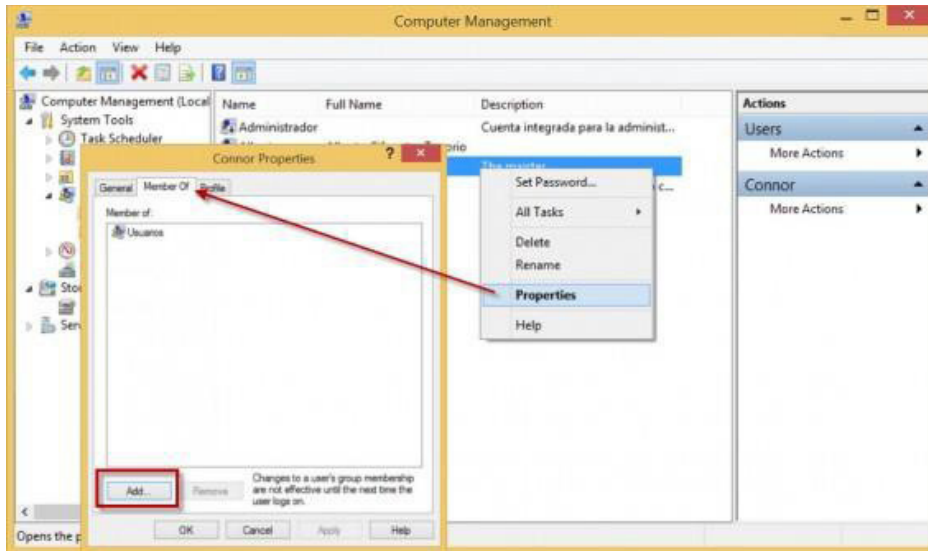 Computer Management
File Action View Help
Computer Management (Local
System Tools
Task Scheduler
Stor
Serv
Name Full Name Description
Administrador Cuenta integrada para la administ...
orio
The master
c...
Actions
Users
More Actions
Connor
More Actions
Set Password...
All Tasks
Delete
Rename
Properties
Help
Connor Properties ?
General Member Of Profile
Member of:
Usuarios
Add... Remove
Changes to a user's group membership
are not effective until the next time the
user logs on.
OK Cancel Apply Help
Opens the p